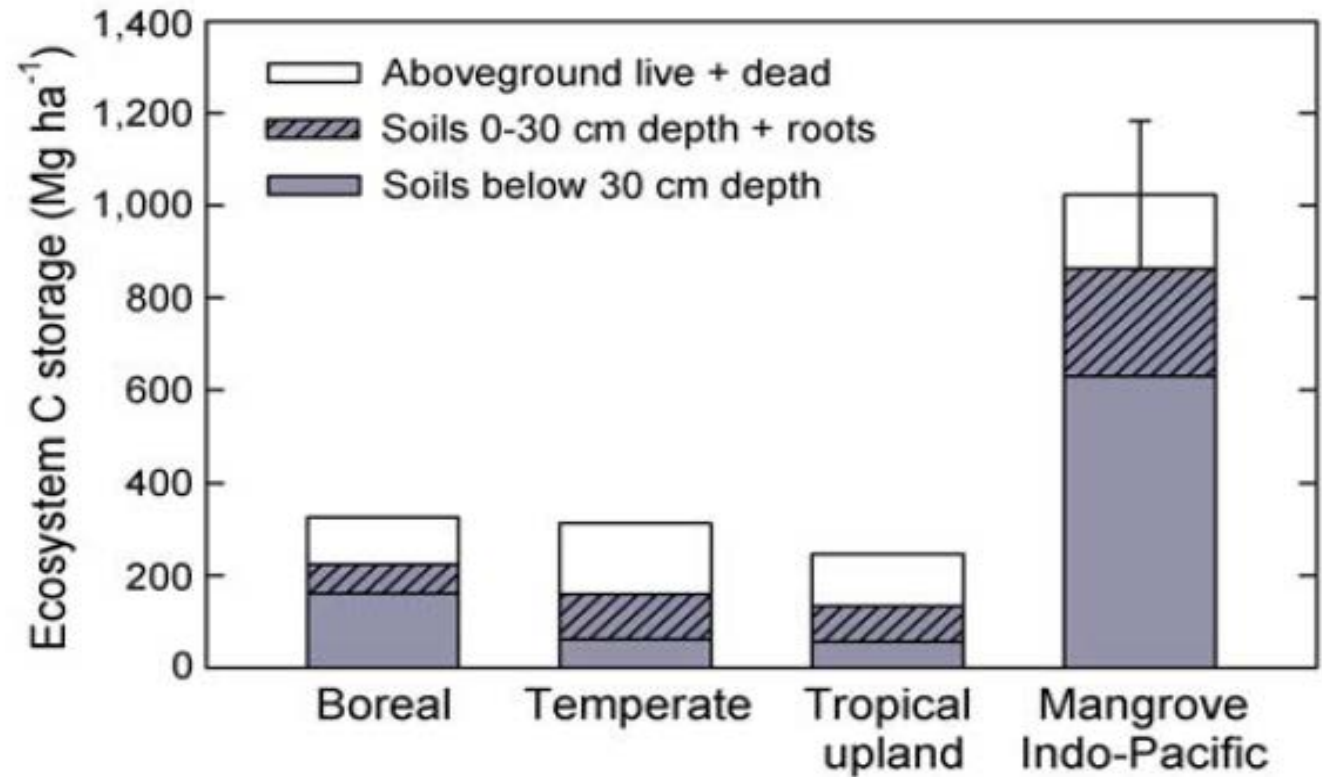 Ecosystem C storage (Mg ha⁻¹)
1,400
1,200
1,000
800
600
400
200
0
Aboveground live + dead
Soils 0-30 cm depth + roots
Soils below 30 cm depth
Boreal
Temperate
Tropical
upland
Mangrove
Indo-Pacific